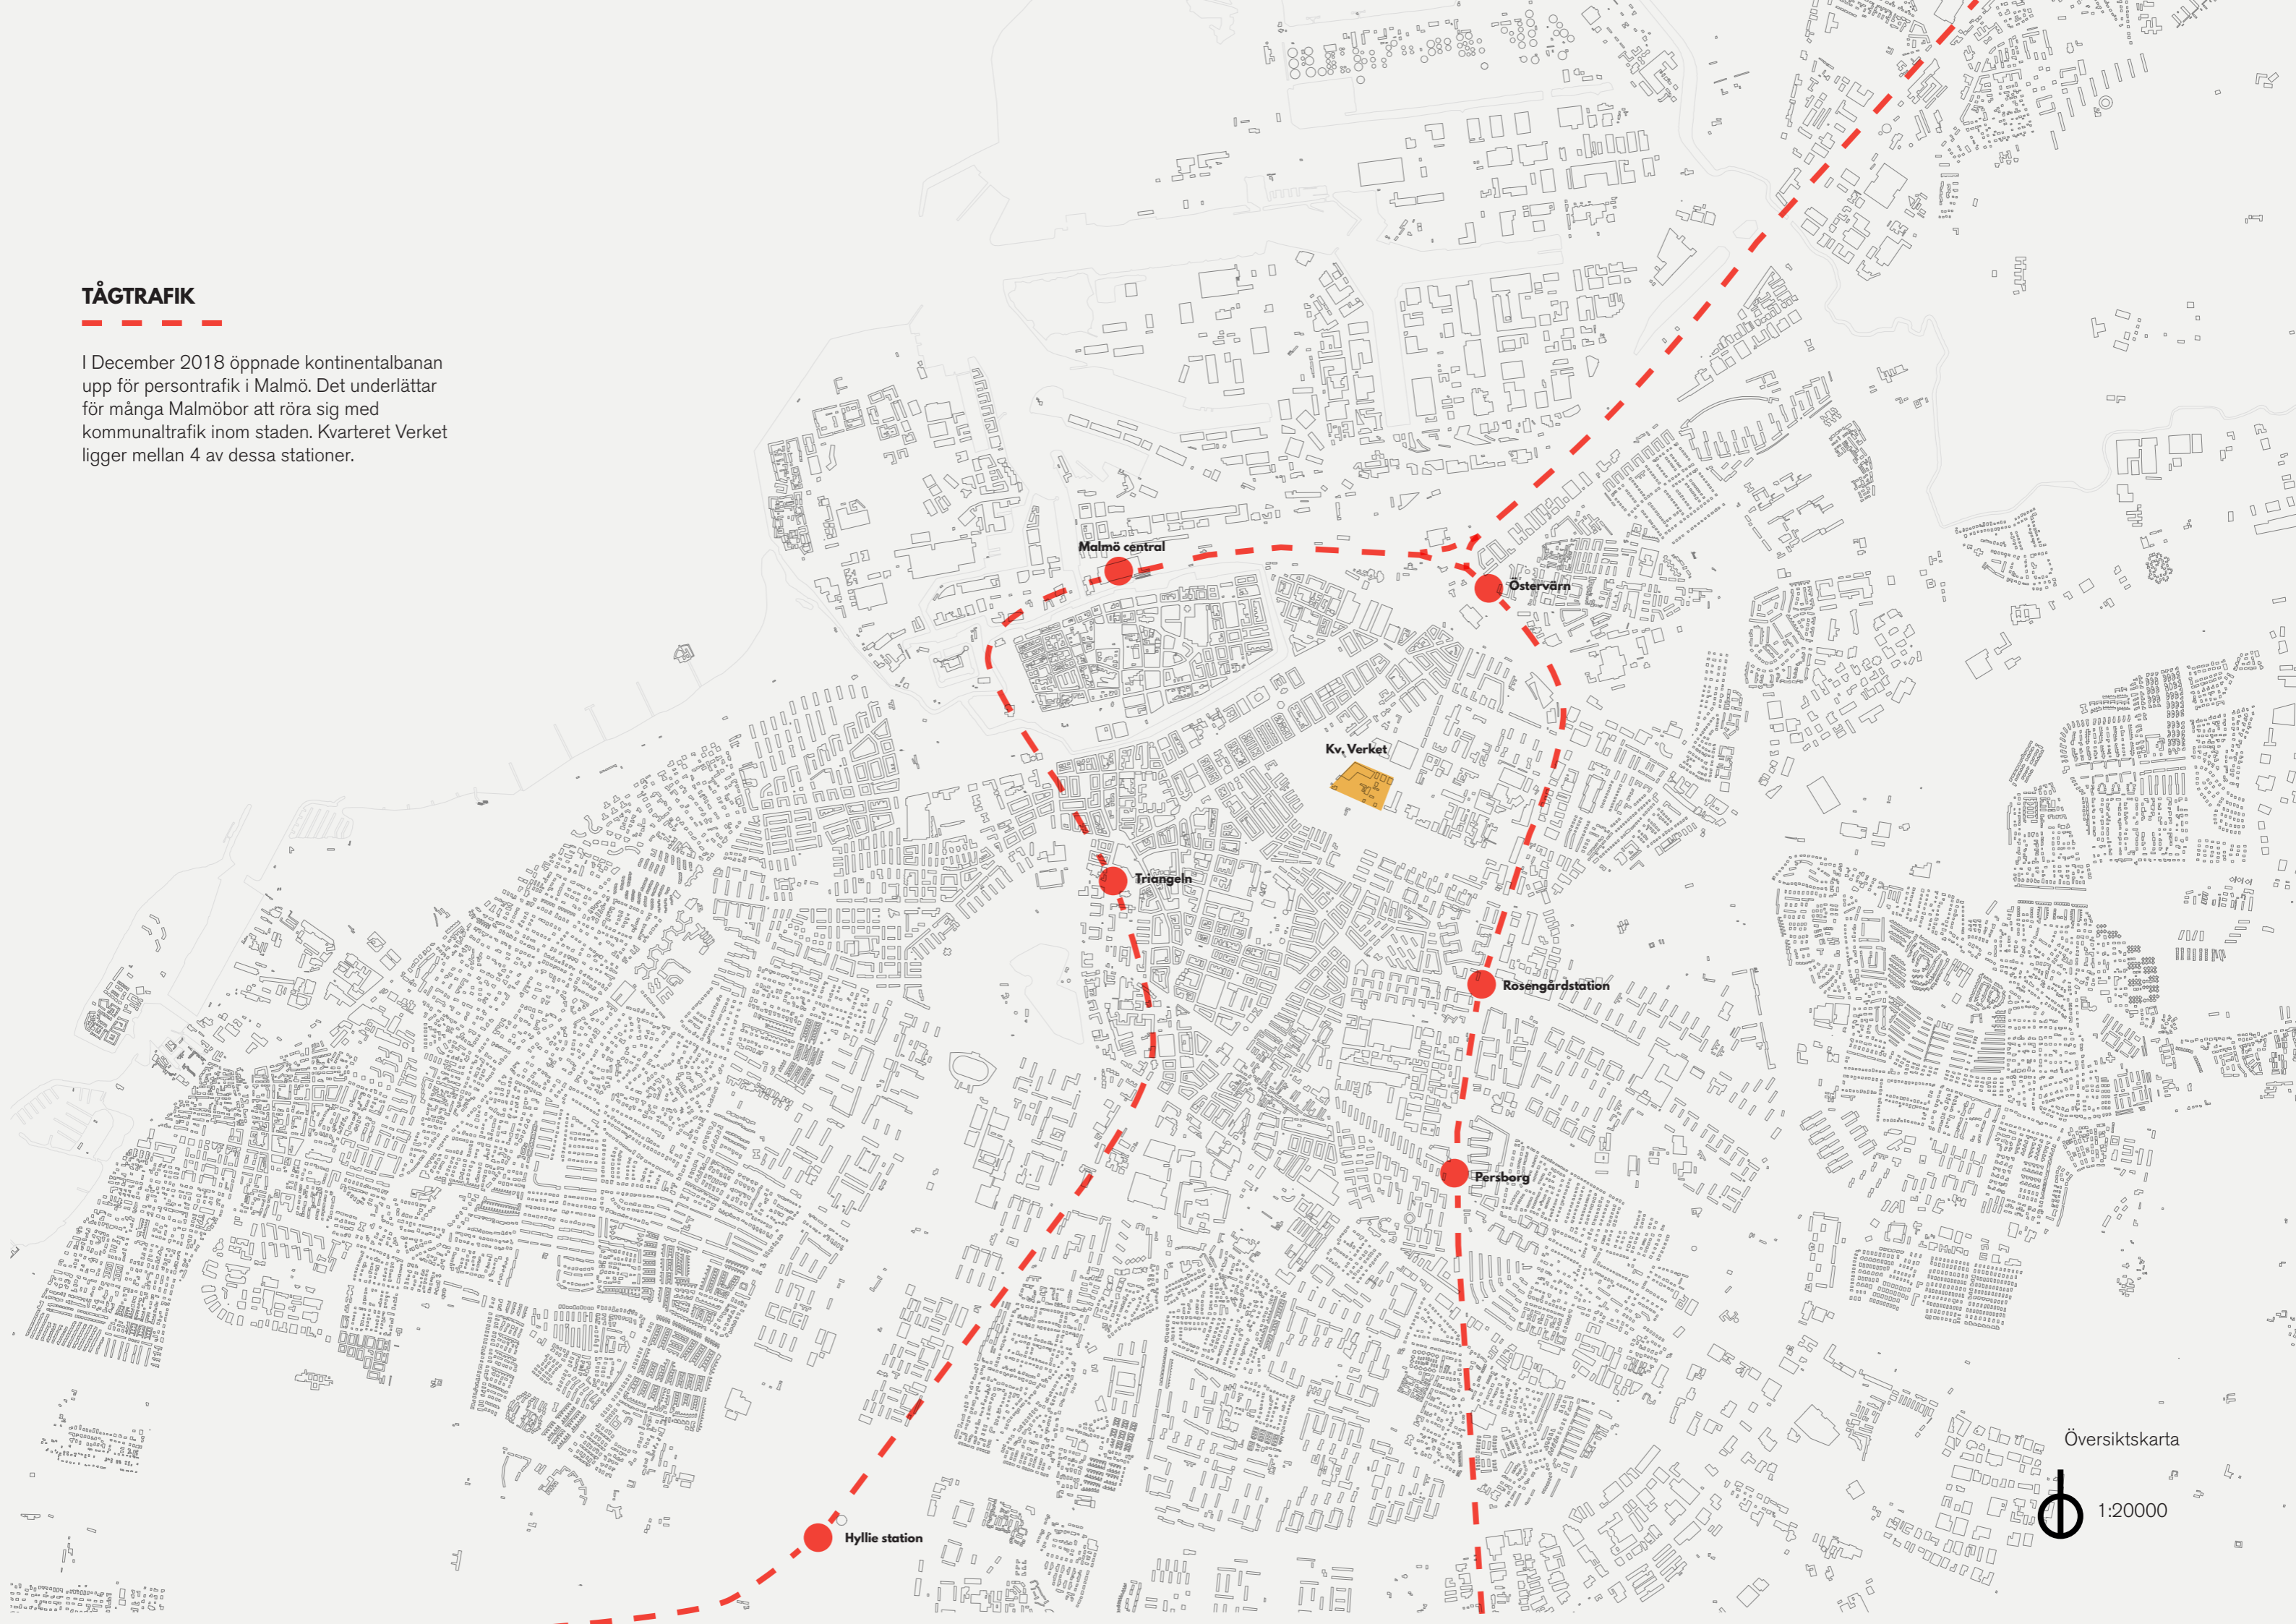 TÅGTRAFIK
I December 2018 öppnade kontinentalbanan
upp för persontrafik i Malmö. Det underlättar
för många Malmöbor att röra sig med
kommunaltrafik inom staden. Kvarteret Verket
ligger mellan 4 av dessa stationer.
Malmö central
Östervärn
Kv. Verket
Triangeln
Rosengårdstation
Persborg
Hyllie station
Översiktskarta
1:20000